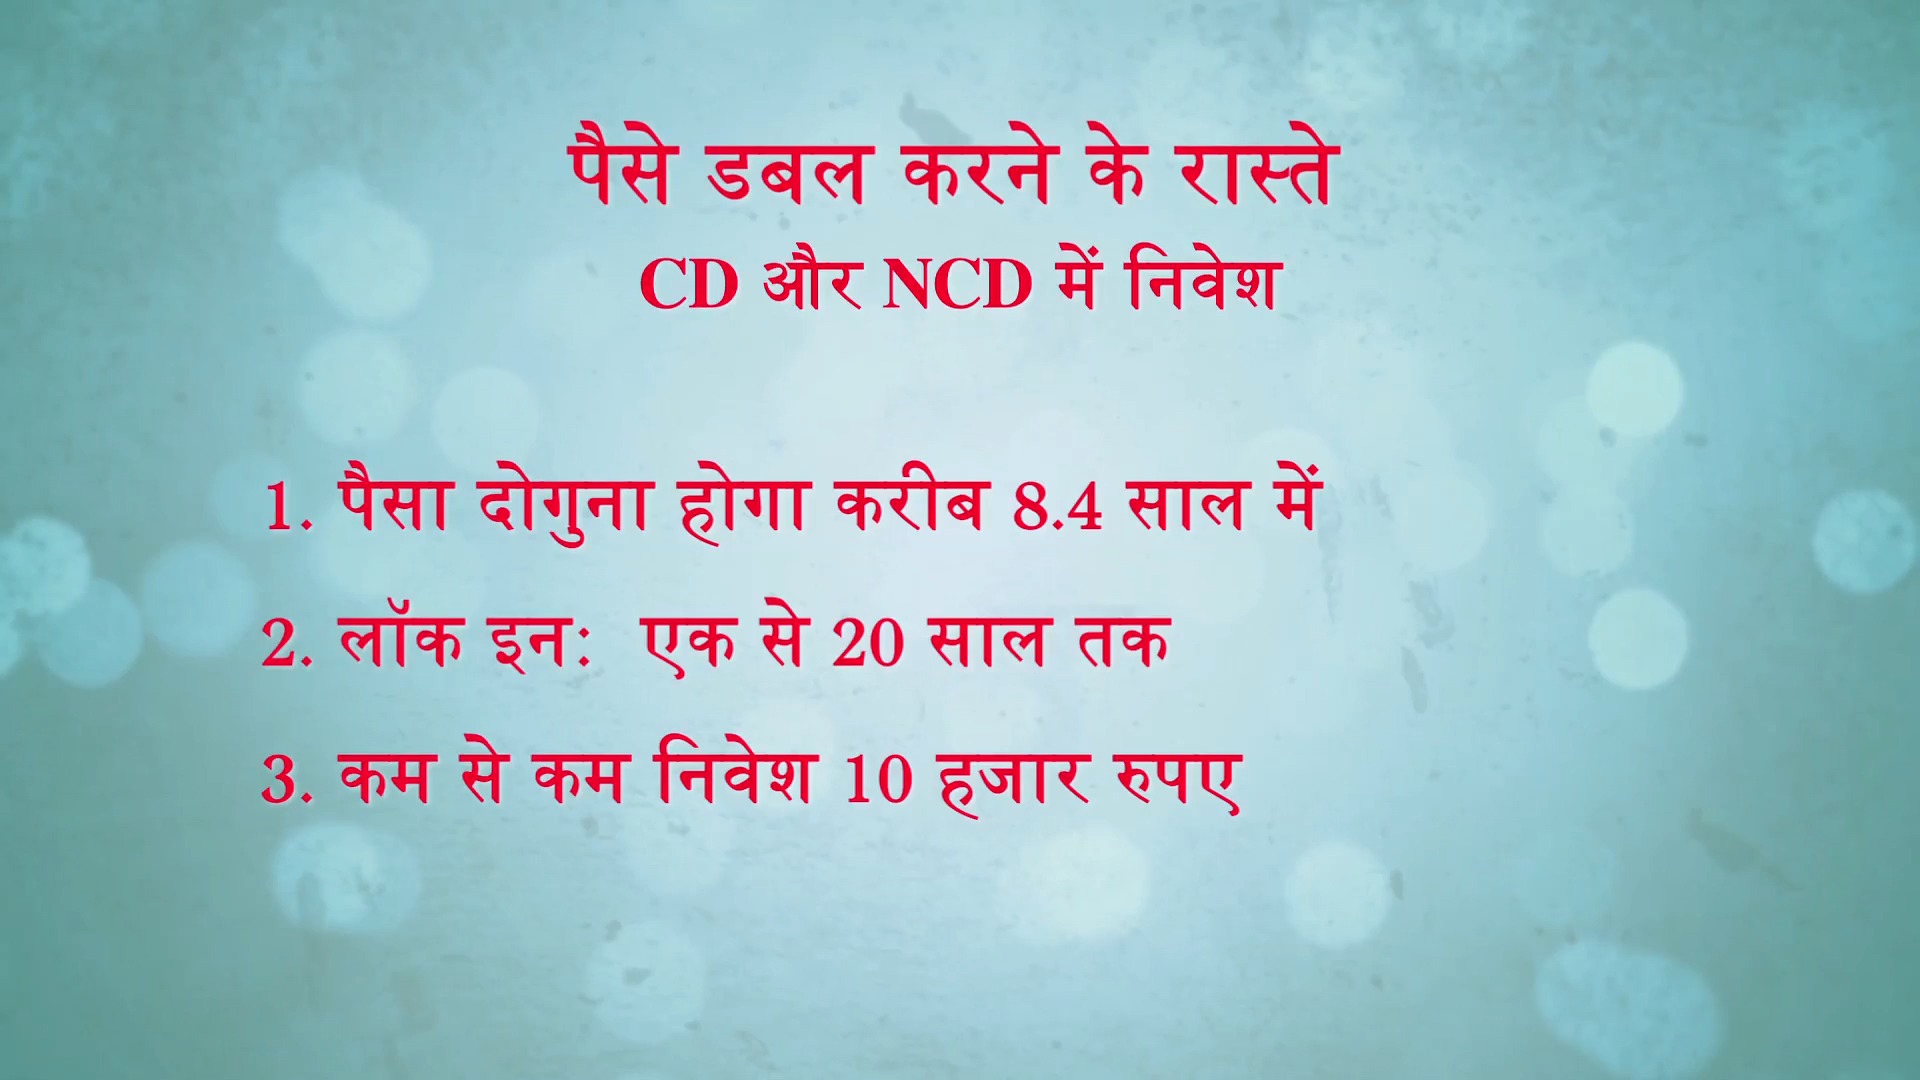 पैसे डबल करने के रास्ते
CD और NCD में निवेश
1. पैसा दोगुना होगा करीब 8.4 साल में
2. लॉक इन: एक से 20 साल तक
3. कम से कम निवेश 10 हजार रुपए